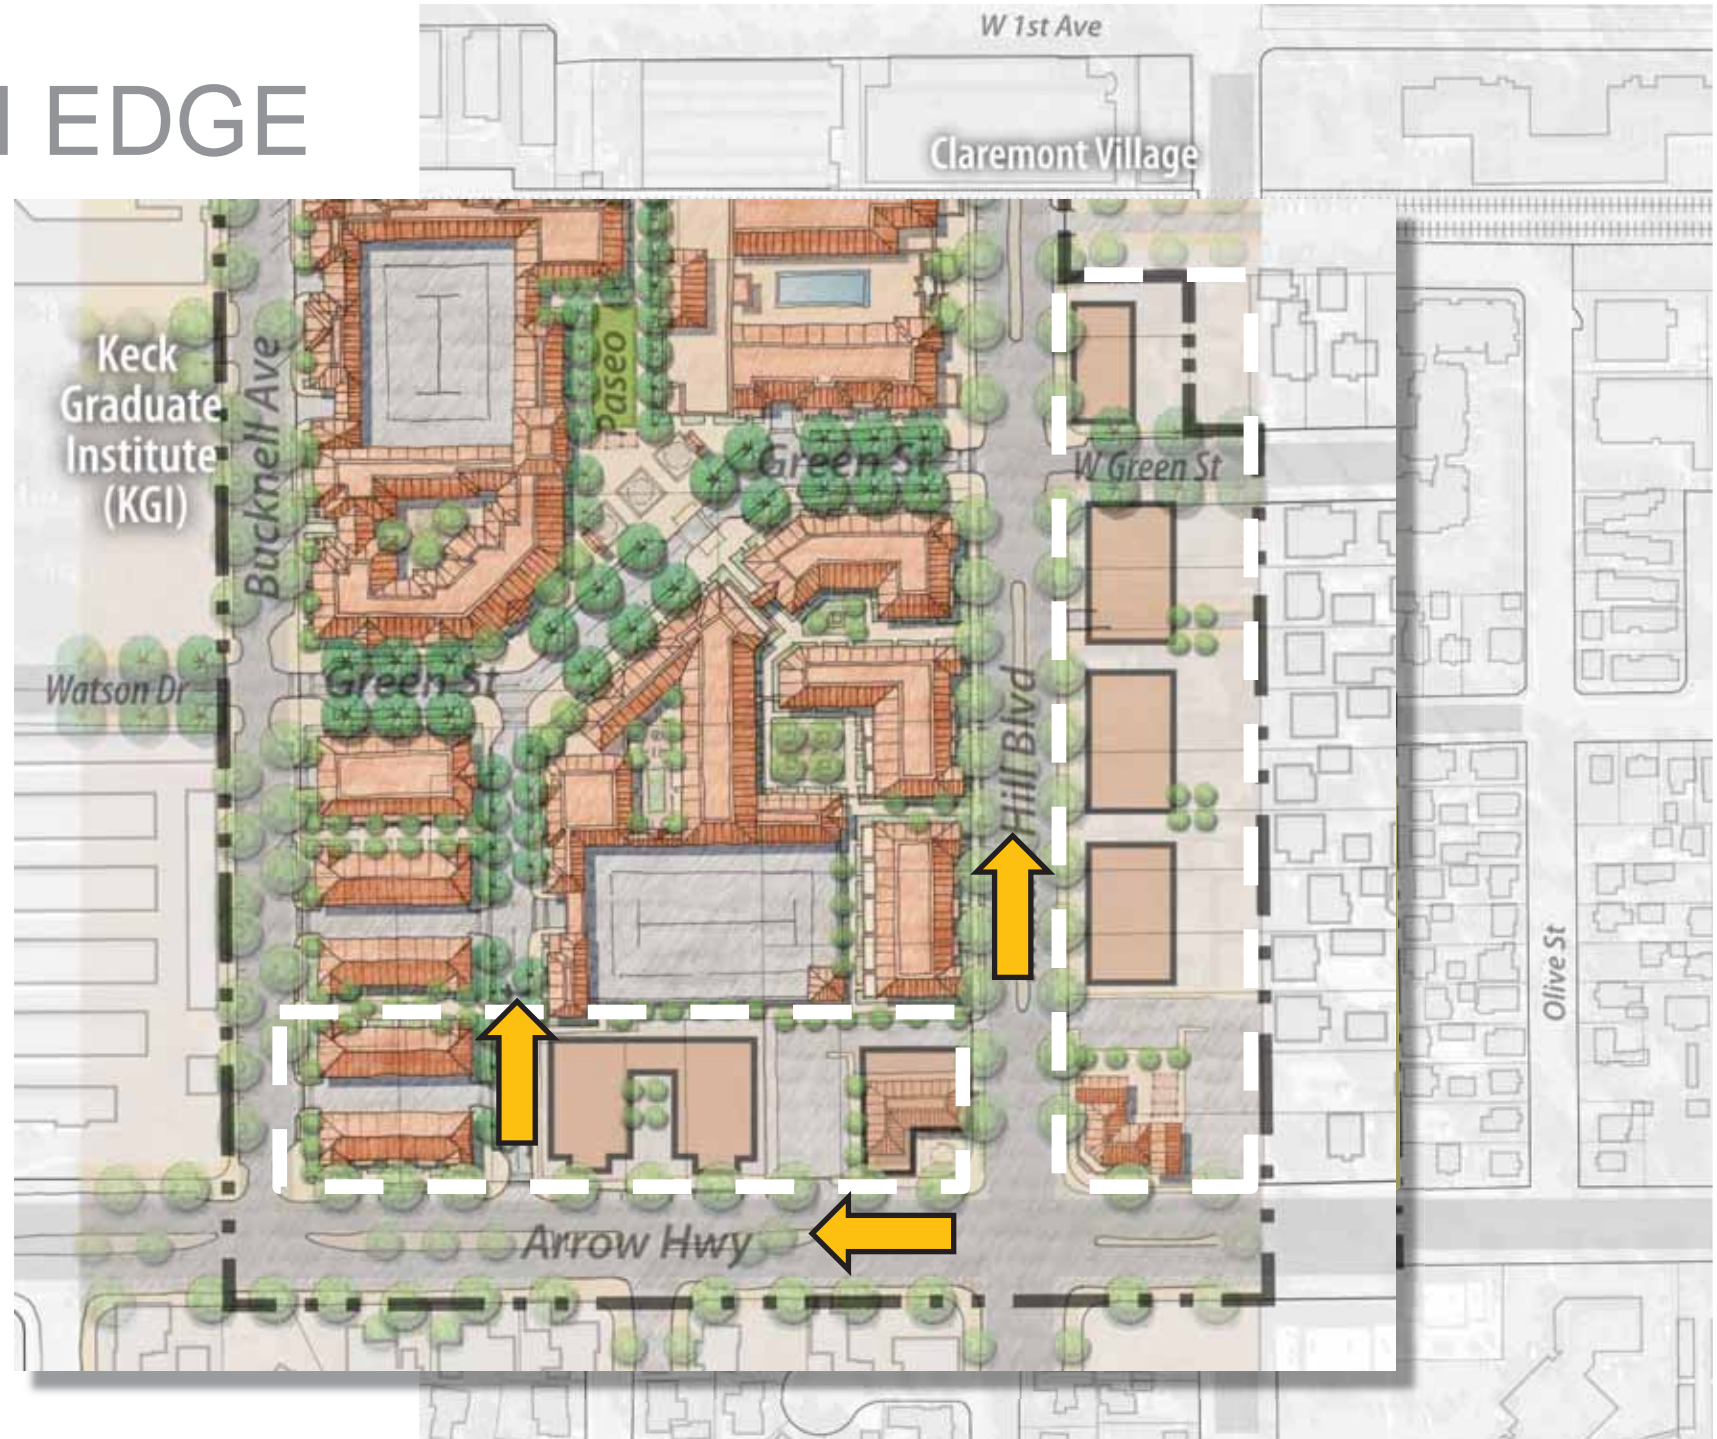 W 1st Ave
EDGE
Claremont Village
Keck
Graduate
Institute
(KGI)
Bucknell Ave
Paseo
Green St
W Green St
Watson Dr
Green St
Hill Blvd
Olive St
Arrow Hwy